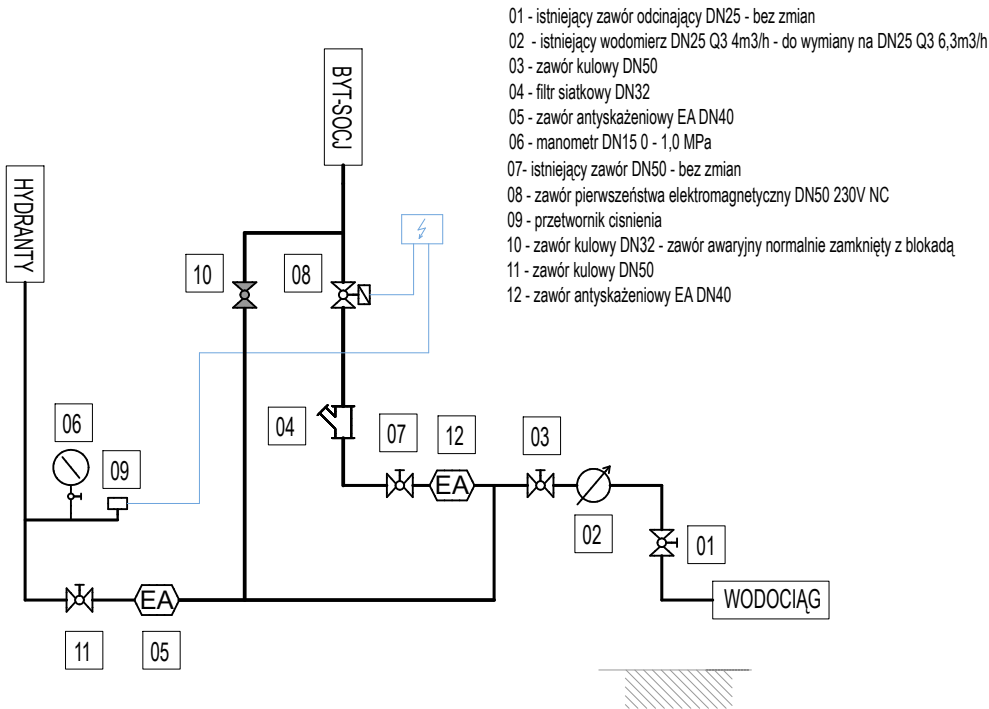 01 - istniejący zawór odcinający DN25 - bez zmian
02 - istniejący wodomierz DN25 Q3 4m3/h - do wymiany na DN25 Q3 6,3m3/h
03 - zawór kulowy DN50
04 - filtr siatkowy DN32
05 - zawór antyskażeniowy EA DN40
06 - manometr DN15 0 - 1,0 MPa
07- istniejący zawór DN50 - bez zmian
08 - zawór pierwszeństwa elektromagnetyczny DN50 230V NC
09 - przetwornik cisnienia
10 - zawór kulowy DN32 - zawór awaryjny normalnie zamknięty z blokadą
11 - zawór kulowy DN50
12 - zawór antyskażeniowy EA DN40
BYT-SOCJ
HYDRANTY
10
08
06
09
04
07
12
03
EA
02
01
EA
WODOCIĄG
11
05